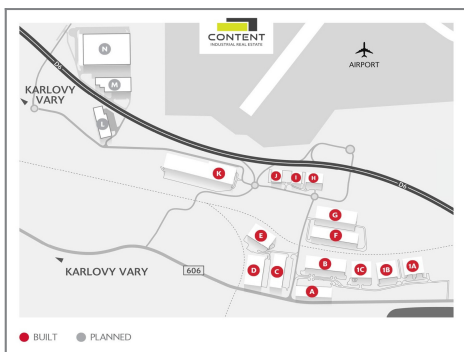 CONTENT
INDUSTRIAL REAL ESTATE
AIRPORT
D6
N
M
KARLOVY
VARY
L
K
J
I
H
D6
G
F
E
D
C
B
1C
1B
1A
A
KARLOVY VARY
606
BUILT
PLANNED